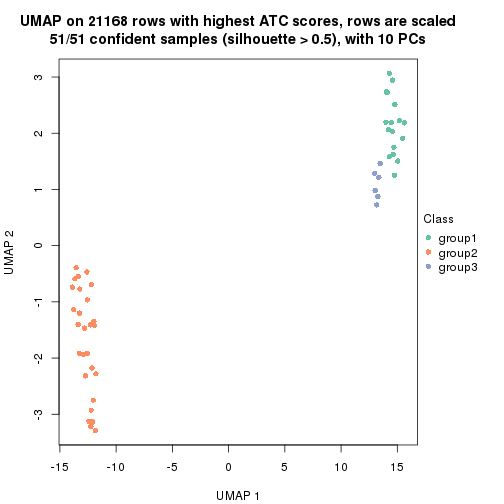 UMAP on 21168 rows with highest ATC scores, rows are scaled
51/51 confident samples (silhouette > 0.5), with 10 PCs
3
2
1
0
-1
-2
-3
UMAP 2
Class
group1
group2
group3
-15
-10
-5
0
5
10
15
UMAP 1